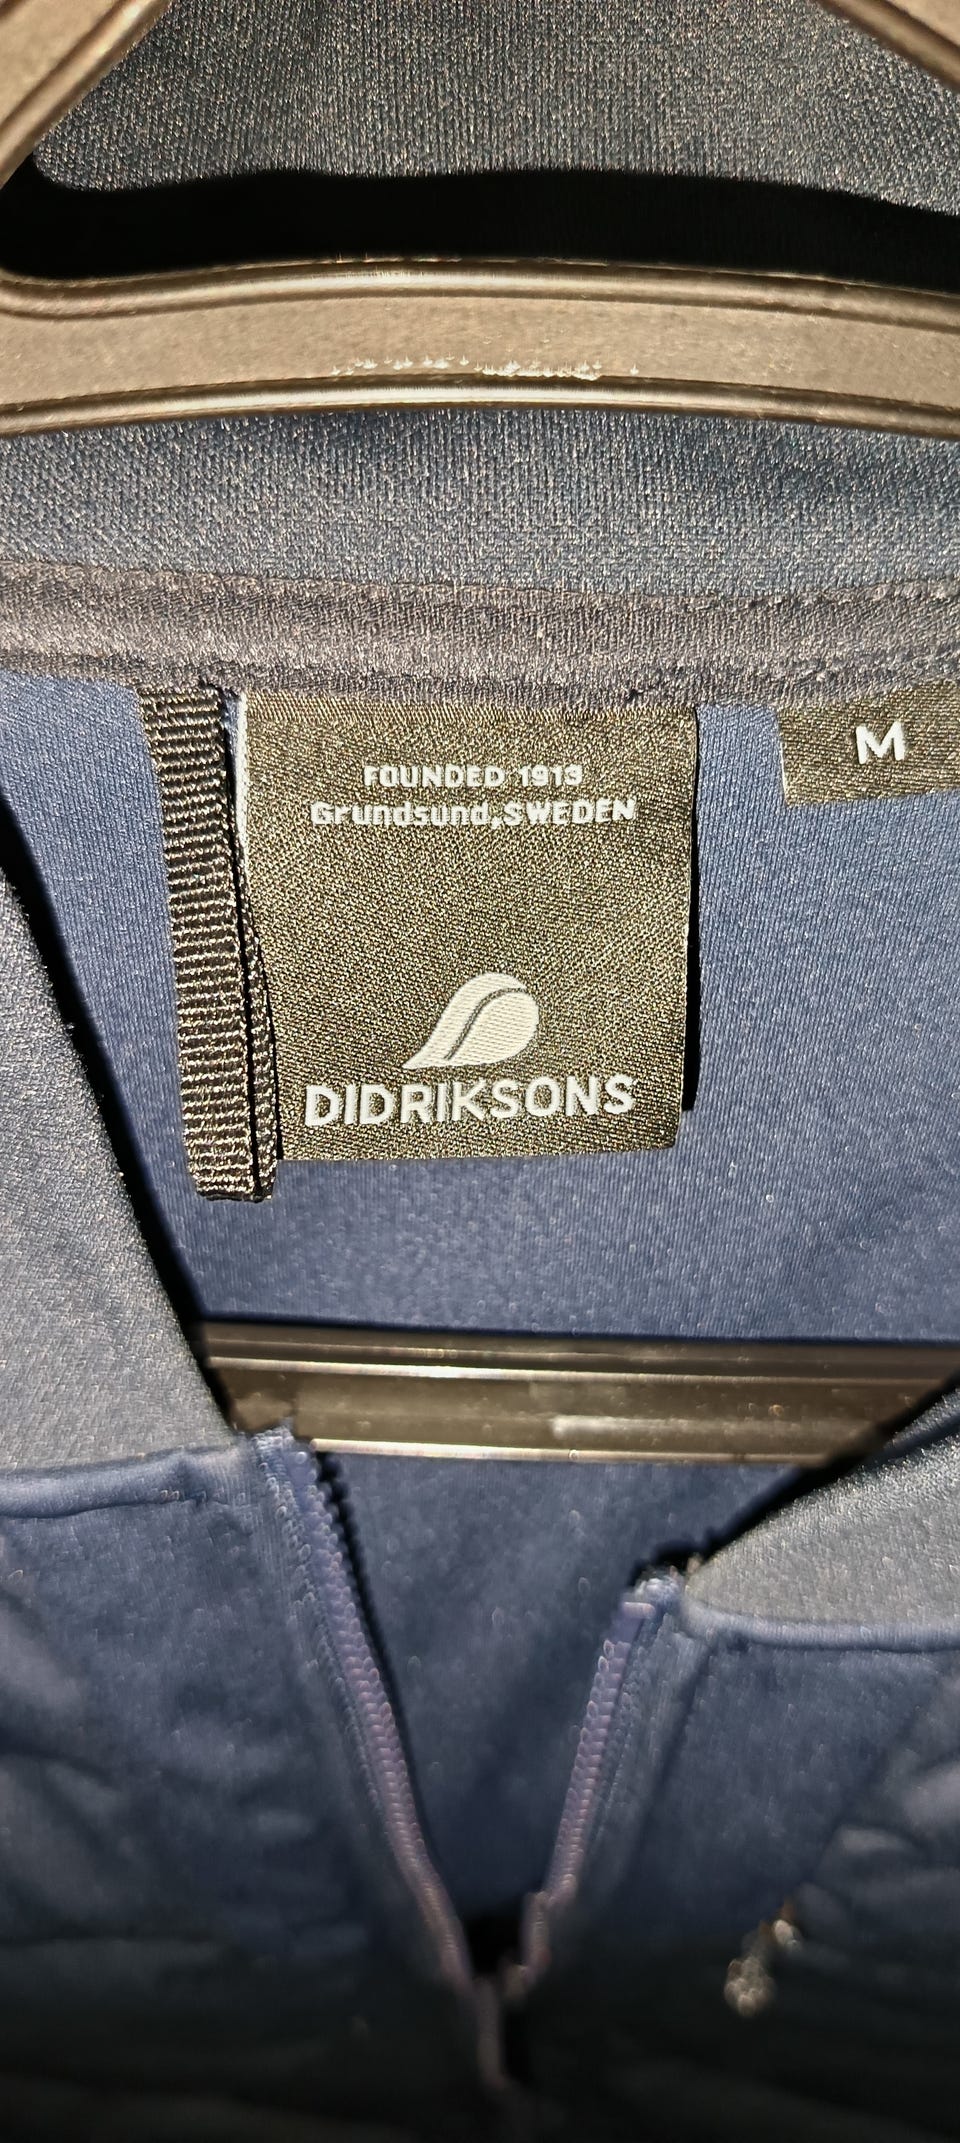 FOUNDED 1913
Grundsund,SWEDEN
DIDRIKSONS
M